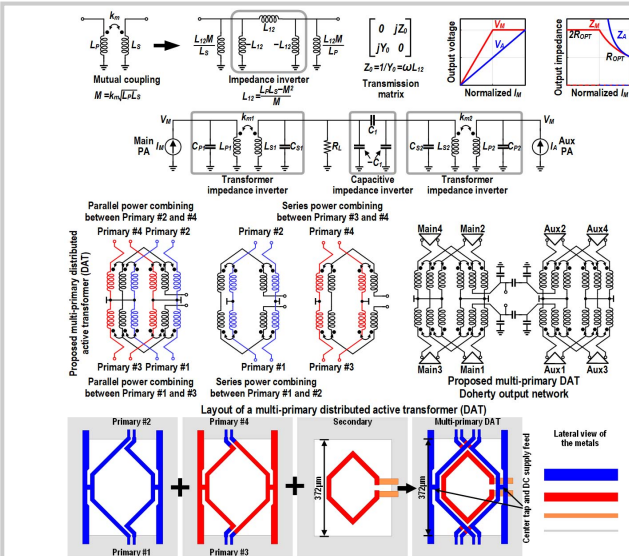 km
LP
LS
Mutual coupling
M =km√LPLS
L12M
LS
L12
-L12
-L12
L12M
LP
Impedance inverter
L12=
LPLS-M²
M
0 jZ0
jY0 0
Z0=1/Y0=ωL12
Transmission
matrix
Output voltage
VM
VA
Normalized IM
Output impedance
ZM
2ROPT
ZA
ROPT
Normalized IM
VM
Main
PA
IM
CP1
LP1
km1
LS1
CS1
RL
C1
-C1
CS2
LS2
km2
LP2
CP2
VM
IA
Aux
PA
Transformer
impedance inverter
Capacitive
impedance inverter
Transformer
impedance inverter
Proposed multi-primary distributed
active transformer (DAT)
Parallel power combining
between Primary #2 and #4
Primary #4 Primary #2
Primary #3 Primary #1
Parallel power combining
between Primary #1 and #3
Series power combining
between Primary #3 and #4
Primary #2
Primary #4
Primary #1
Primary #3
Series power combining
between Primary #1 and #2
Main4 Main2
Aux2 Aux4
Main3 Main1
Aux1 Aux3
Proposed multi-primary DAT
Doherty output network
Layout of a multi-primary distributed active transformer (DAT)
Primary #2
Primary #1
+
Primary #4
Primary #3
+
Secondary
372µm
Multi-primary DAT
372µm
Center tap and DC supply feed
Lateral view of
the metals